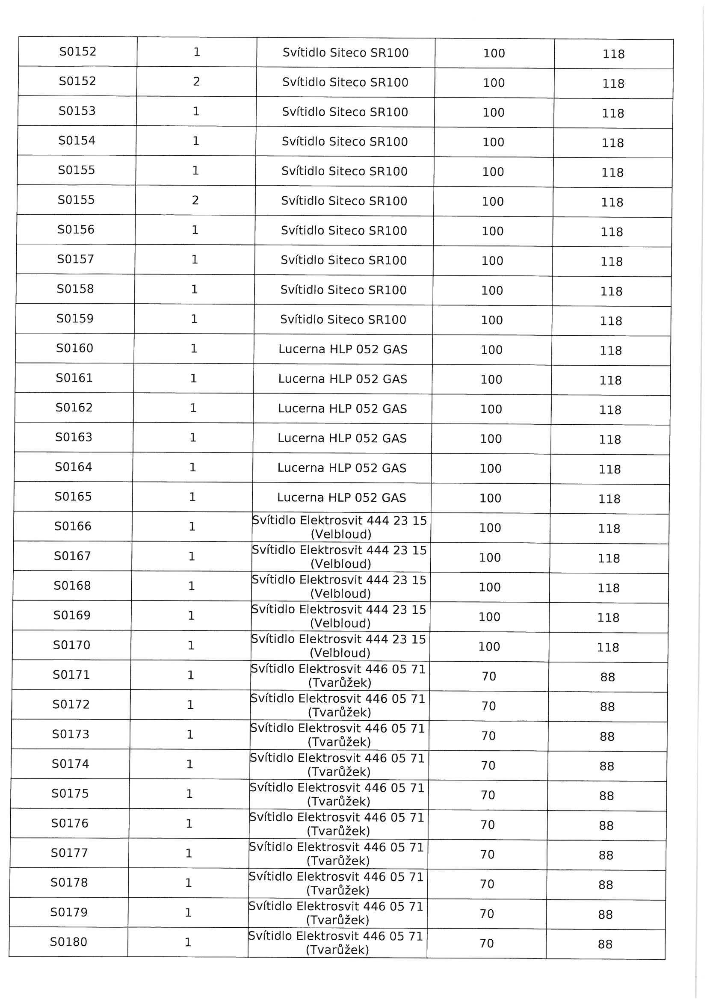 S0152 1 Svítidlo Siteco SR100 100 118
S0152 2 Svítidlo Siteco SR100 100 118
S0153 1 Svítidlo Siteco SR100 100 118
S0154 1 Svítidlo Siteco SR100 100 118
S0155 1 Svítidlo Siteco SR100 100 118
S0155 2 Svítidlo Siteco SR100 100 118
S0156 1 Svítidlo Siteco SR100 100 118
S0157 1 Svítidlo Siteco SR100 100 118
S0158 1 Svítidlo Siteco SR100 100 118
S0159 1 Svítidlo Siteco SR100 100 118
S0160 1 Lucerna HLP 052 GAS 100 118
S0161 1 Lucerna HLP 052 GAS 100 118
S0162 1 Lucerna HLP 052 GAS 100 118
S0163 1 Lucerna HLP 052 GAS 100 118
S0164 1 Lucerna HLP 052 GAS 100 118
S0165 1 Lucerna HLP 052 GAS 100 118
S0166 1 Svítidlo Elektrosvit 444 23 15
(Velbloud) 100 118
S0167 1 Svítidlo Elektrosvit 444 23 15
(Velbloud) 100 118
S0168 1 Svítidlo Elektrosvit 444 23 15
(Velbloud) 100 118
S0169 1 Svítidlo Elektrosvit 444 23 15
(Velbloud) 100 118
S0170 1 Svítidlo Elektrosvit 444 23 15
(Velbloud) 100 118
S0171 1 Svítidlo Elektrosvit 446 05 71
(Tvarůžek) 70 88
S0172 1 Svítidlo Elektrosvit 446 05 71
(Tvarůžek) 70 88
S0173 1 Svítidlo Elektrosvit 446 05 71
(Tvarůžek) 70 88
S0174 1 Svítidlo Elektrosvit 446 05 71
(Tvarůžek) 70 88
S0175 1 Svítidlo Elektrosvit 446 05 71
(Tvarůžek) 70 88
S0176 1 Svítidlo Elektrosvit 446 05 71
(Tvarůžek) 70 88
S0177 1 Svítidlo Elektrosvit 446 05 71
(Tvarůžek) 70 88
S0178 1 Svítidlo Elektrosvit 446 05 71
(Tvarůžek) 70 88
S0179 1 Svítidlo Elektrosvit 446 05 71
(Tvarůžek) 70 88
S0180 1 Svítidlo Elektrosvit 446 05 71
(Tvarůžek) 70 88